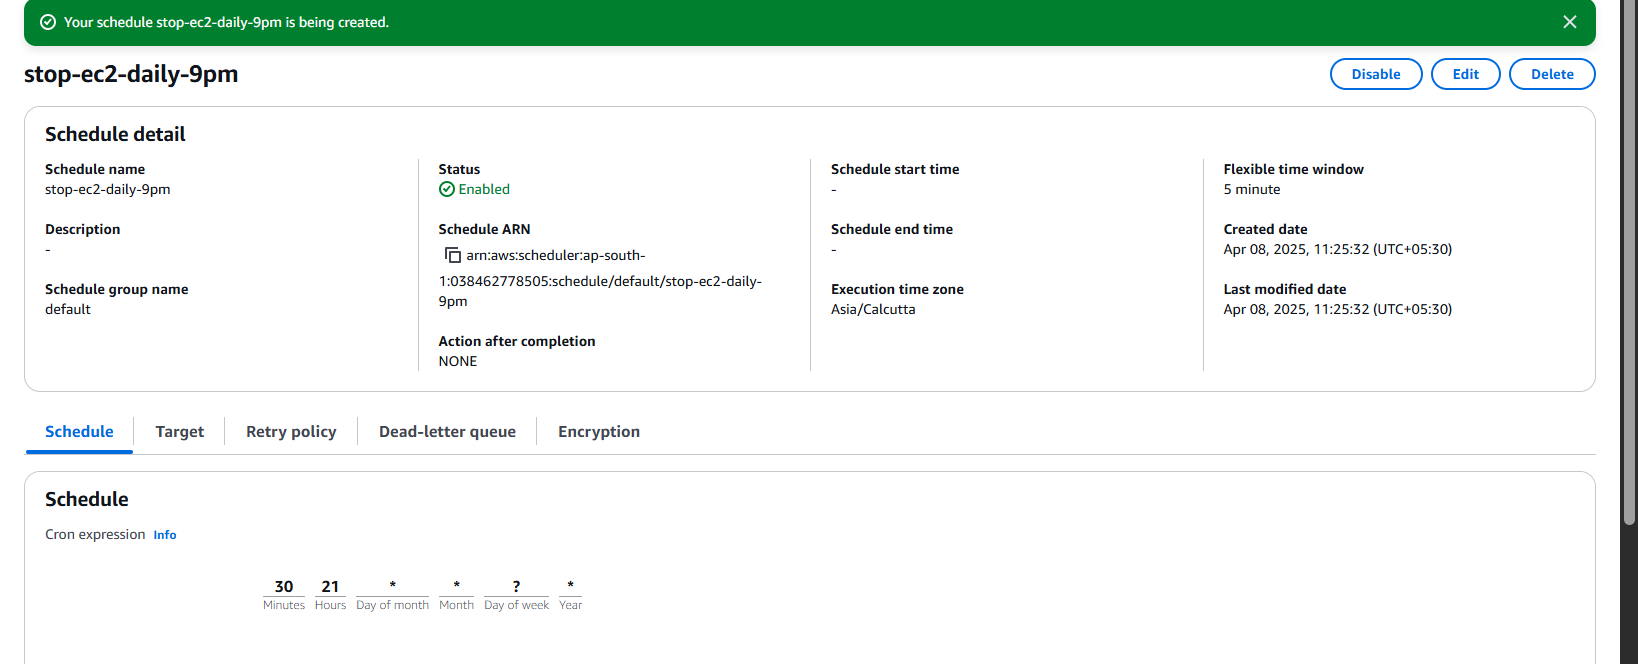 Your schedule stop-ec2-daily-9pm is being created.
stop-ec2-daily-9pm
Disable
Edit
Delete
Schedule detail
Schedule name
stop-ec2-daily-9pm
Description
-
Schedule group name
default
Status
Enabled
Schedule ARN
arn:aws:scheduler:ap-south-
1:038462778505:schedule/default/stop-ec2-daily-
9pm
Action after completion
NONE
Schedule start time
-
Schedule end time
-
Execution time zone
Asia/Calcutta
Flexible time window
5 minute
Created date
Apr 08, 2025, 11:25:32 (UTC+05:30)
Last modified date
Apr 08, 2025, 11:25:32 (UTC+05:30)
Schedule
Target
Retry policy
Dead-letter queue
Encryption
Schedule
Cron expression Info
30 21 * * ? *
Minutes Hours Day of month Month Day of week Year